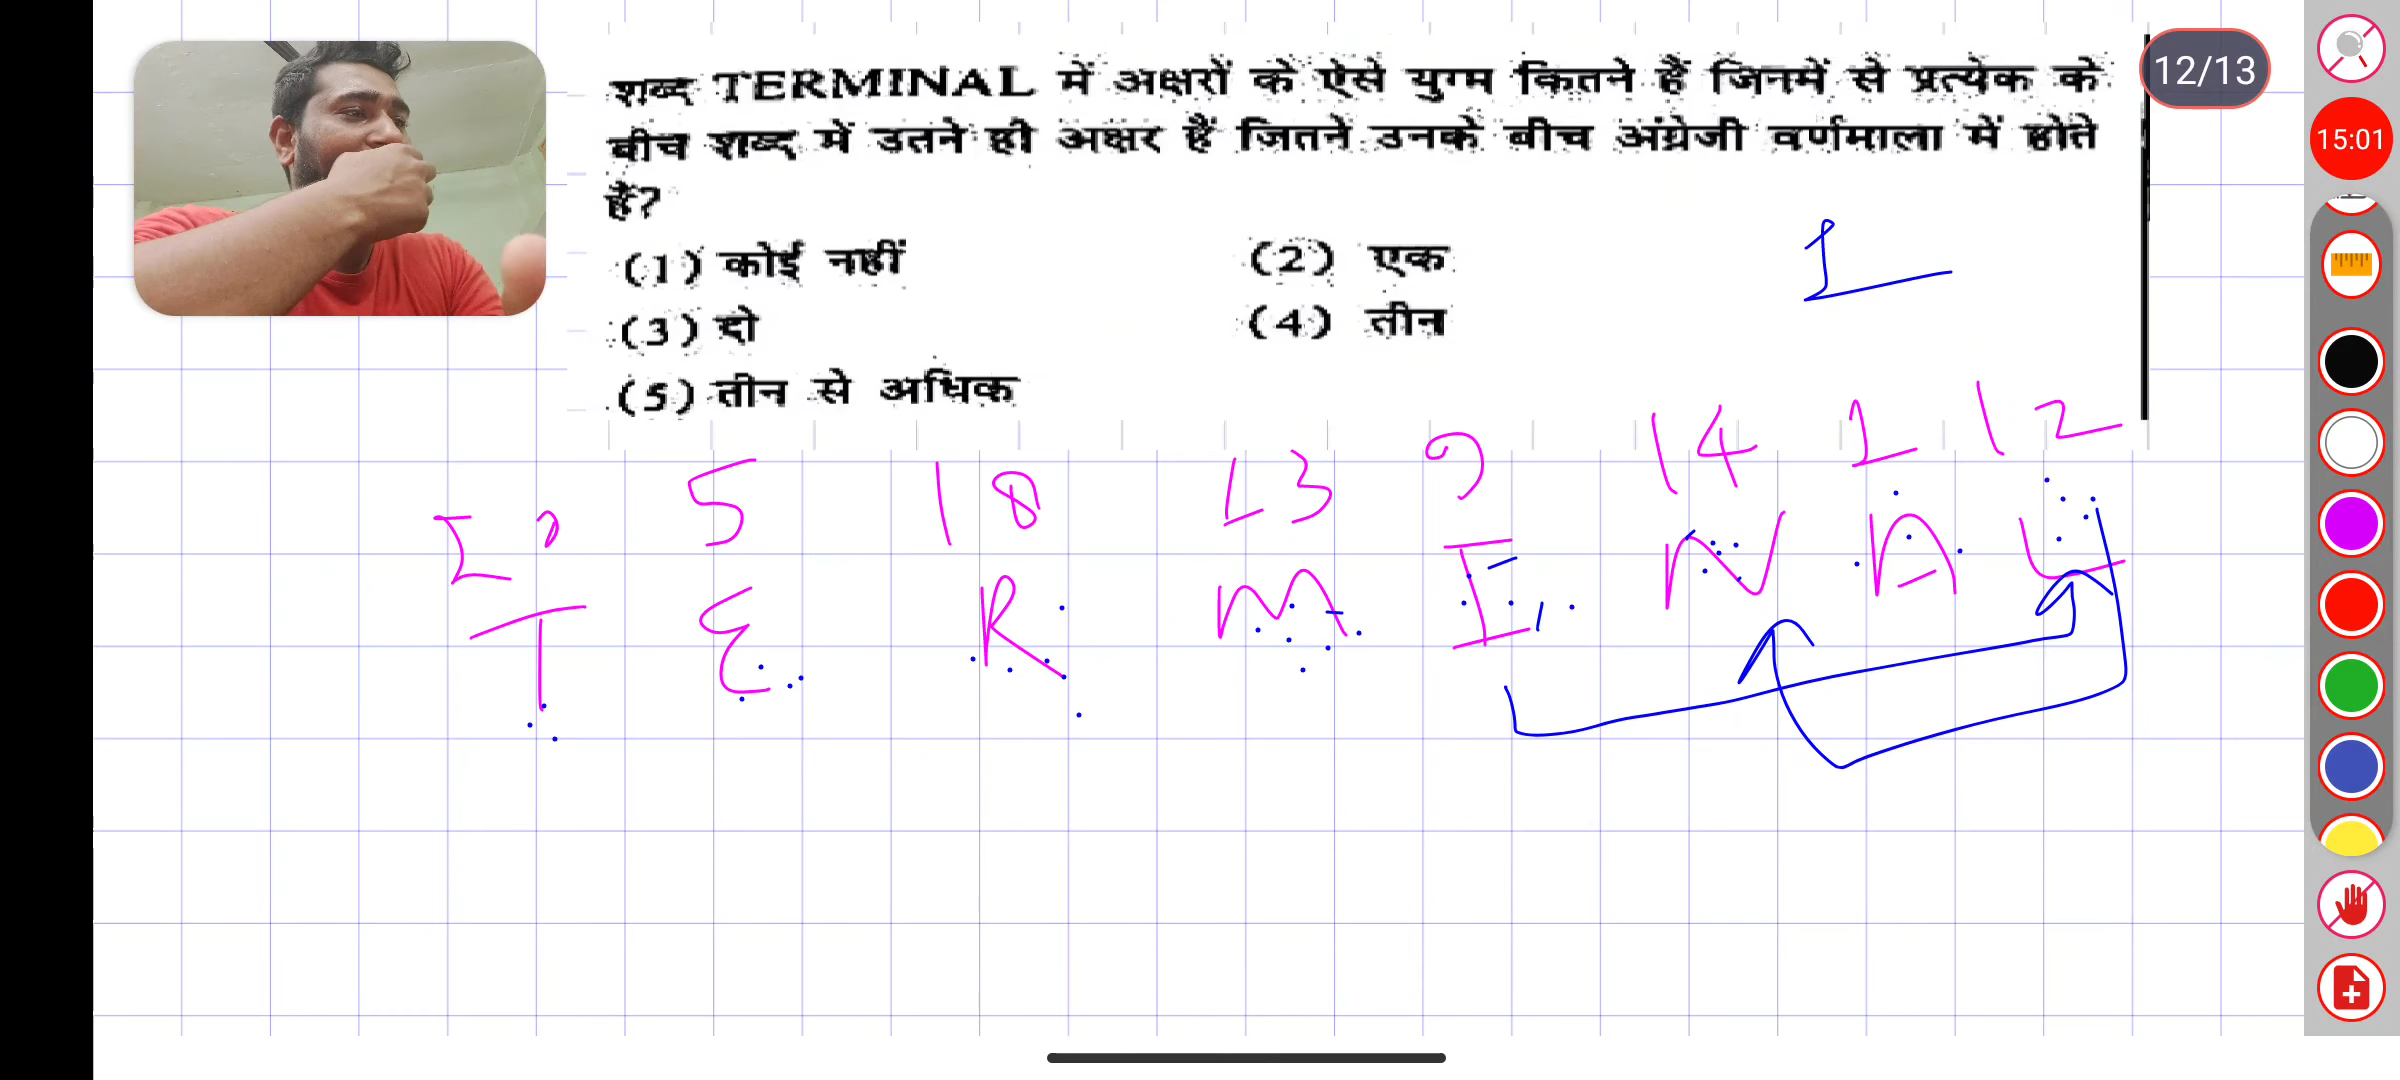 शब्द TERMINAL में अक्षरों के ऐसे युग्म कितने हैं जिनमें से प्रत्येक के
बीच शब्द में उतने ही अक्षर हैं जितने उनके बीच अंग्रेजी वर्णमाला में होते
हैं?
(1) कोई नहीं (2) एक
(3) दो (4) तीन
(5) तीन से अधिक
12/13
15:01
1
20 5 18 13 9 14 1 12
T E R M I N A L